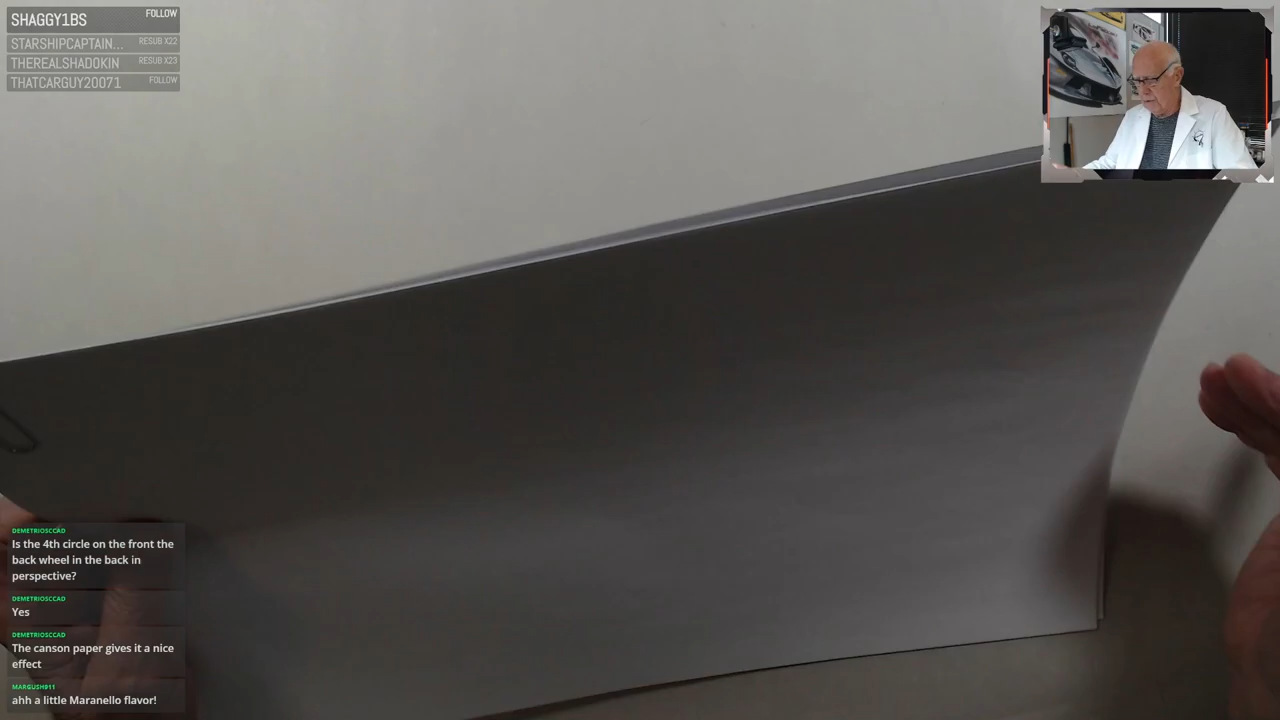 SHAGGY1BS FOLLOW
STARSHIPCAPTAIN... RESUB X22
THEREALSHADOKIN RESUB X23
THATCARGUY20071 FOLLOW
DEMETRIOSCCAD
Is the 4th circle on the front the
back wheel in the back in
perspective?
DEMETRIOSCCAD
Yes
DEMETRIOSCCAD
The canson paper gives it a nice
effect
MARGUSH911
ahh a little Maranello flavor!